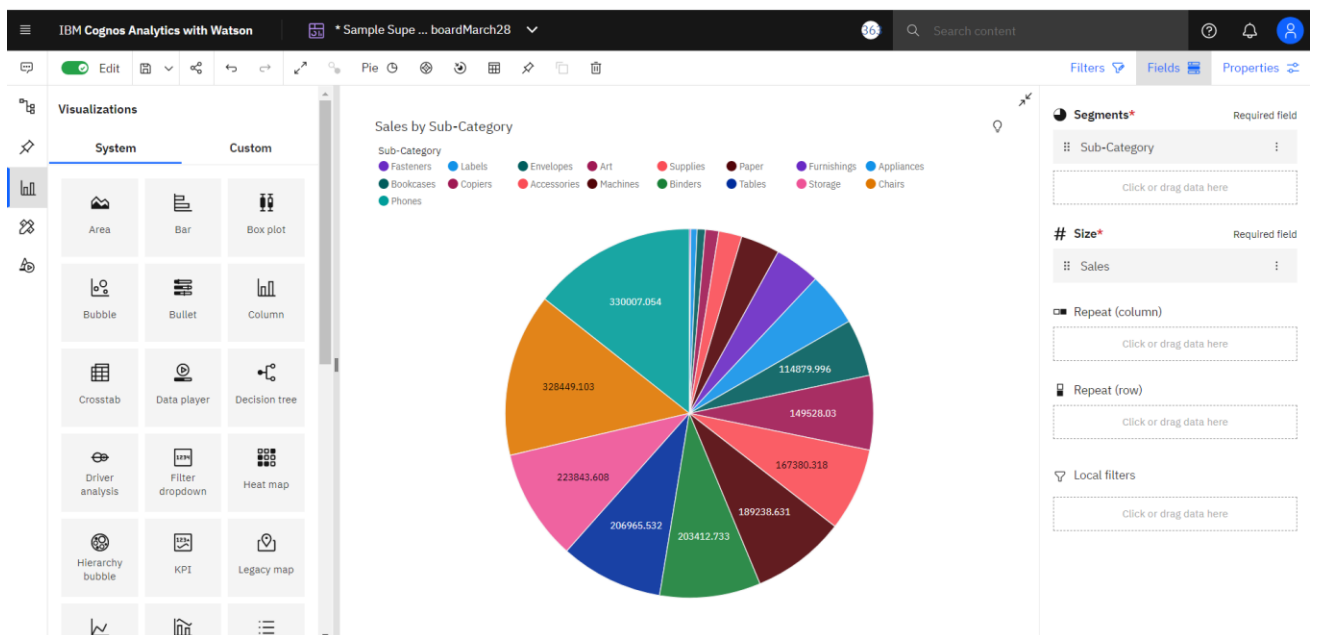 IBM Cognos Analytics with Watson
* Sample Supe ... boardMarch28
363
Search content
Edit
Pie
Filters
Fields
Properties
Visualizations
System
Custom
Area
Bar
Box plot
Bubble
Bullet
Column
Crosstab
Data player
Decision tree
Driver analysis
Filter dropdown
Heat map
Hierarchy bubble
KPI
Legacy map
Sales by Sub-Category
Sub-Category
Fasteners Labels Envelopes Art Supplies Paper Furnishings Appliances
Bookcases Copiers Accessories Machines Binders Tables Storage Chairs
Phones
330007.054
328449.103
223843.608
206965.532
203412.733
189238.631
167380.318
149528.03
114879.996
Segments* Required field
Sub-Category
Click or drag data here
# Size* Required field
Sales
Repeat (column)
Click or drag data here
Repeat (row)
Click or drag data here
Local filters
Click or drag data here